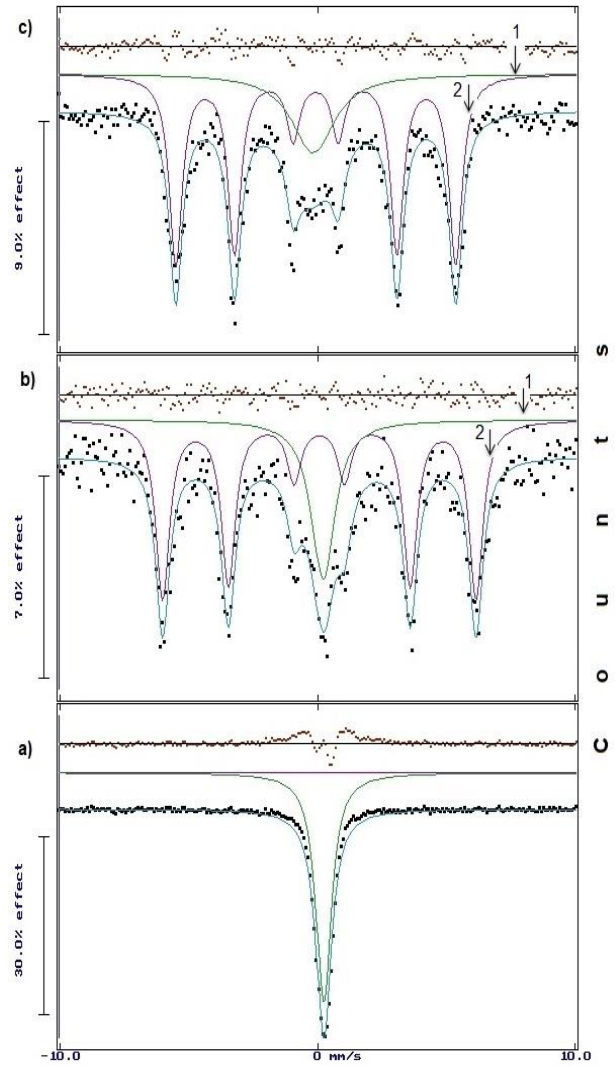 c)
1
2
9.0% effect
b)
1
2
7.0% effect
a)
30.0% effect
-10.0 0 mm/s 10.0
C o u n t s